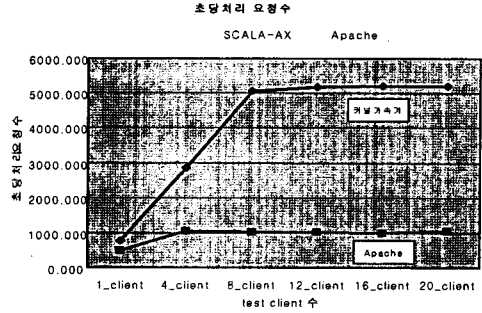 초당처리 요청수
SCALA-AX Apache
초당처리요청수
6000.000
5000.000
4000.000
3000.000
2000.000
1000.000
0.000
커널가속기
Apache
1_client 4_client 8_client 12_client 16_client 20_client
test client 수